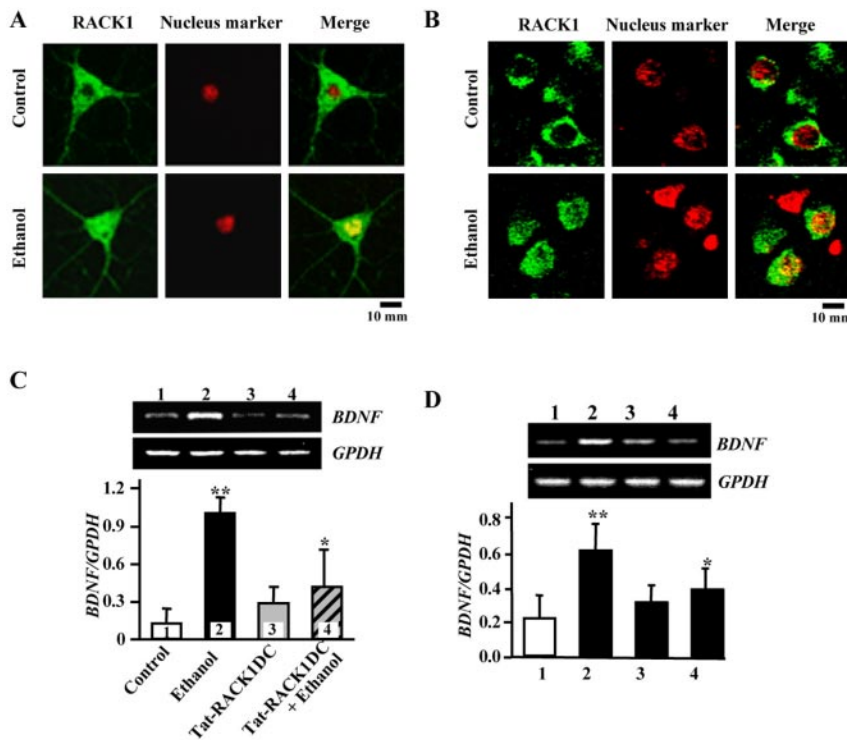 A
RACK1 Nucleus marker Merge
Control
Ethanol
10 mm
B
RACK1 Nucleus marker Merge
Control
Ethanol
10 mm
C
1 2 3 4
BDNF
GPDH
BDNF/GPDH
1.2
0.9
0.6
0.3
0
**
*
1 2 3 4
Control
Ethanol
Tat-RACK1DC
Tat-RACK1DC
+ Ethanol
D
1 2 3 4
BDNF
GPDH
BDNF/GPDH
0.8
0.6
0.4
0.2
0.0
**
*
1 2 3 4